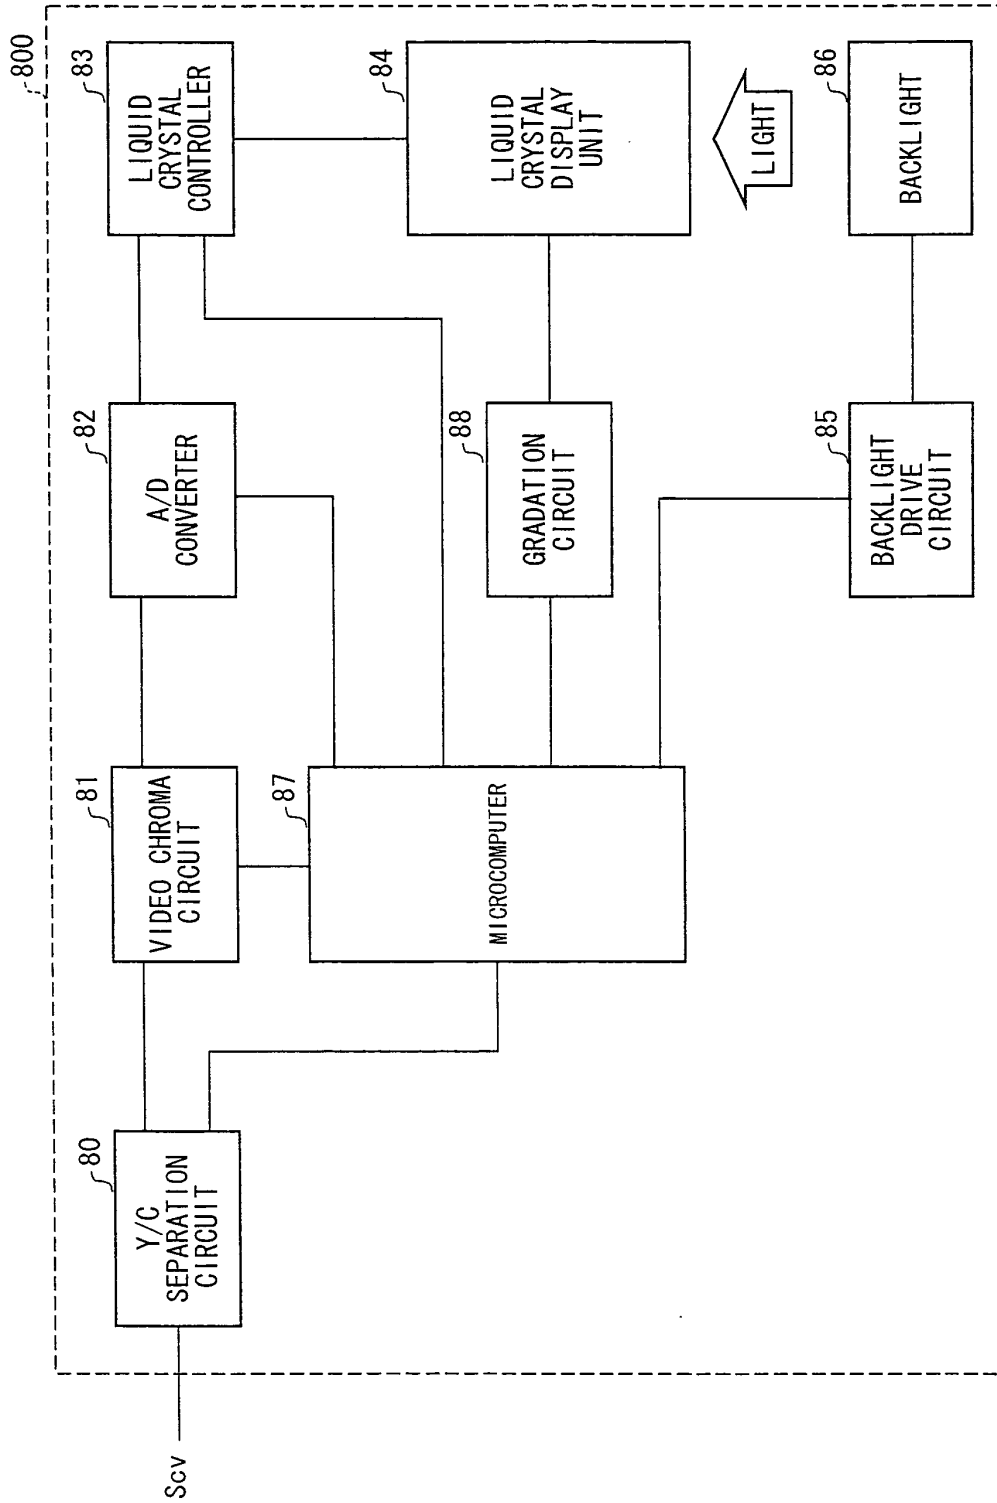 800
Scv
80
Y/C
SEPARATION
CIRCUIT
81
VIDEO CHROMA
CIRCUIT
82
A/D
CONVERTER
83
LIQUID
CRYSTAL
CONTROLLER
87
MICROCOMPUTER
88
GRADATION
CIRCUIT
84
LIQUID
CRYSTAL
DISPLAY
UNIT
LIGHT
85
BACKLIGHT
DRIVE
CIRCUIT
86
BACKLIGHT